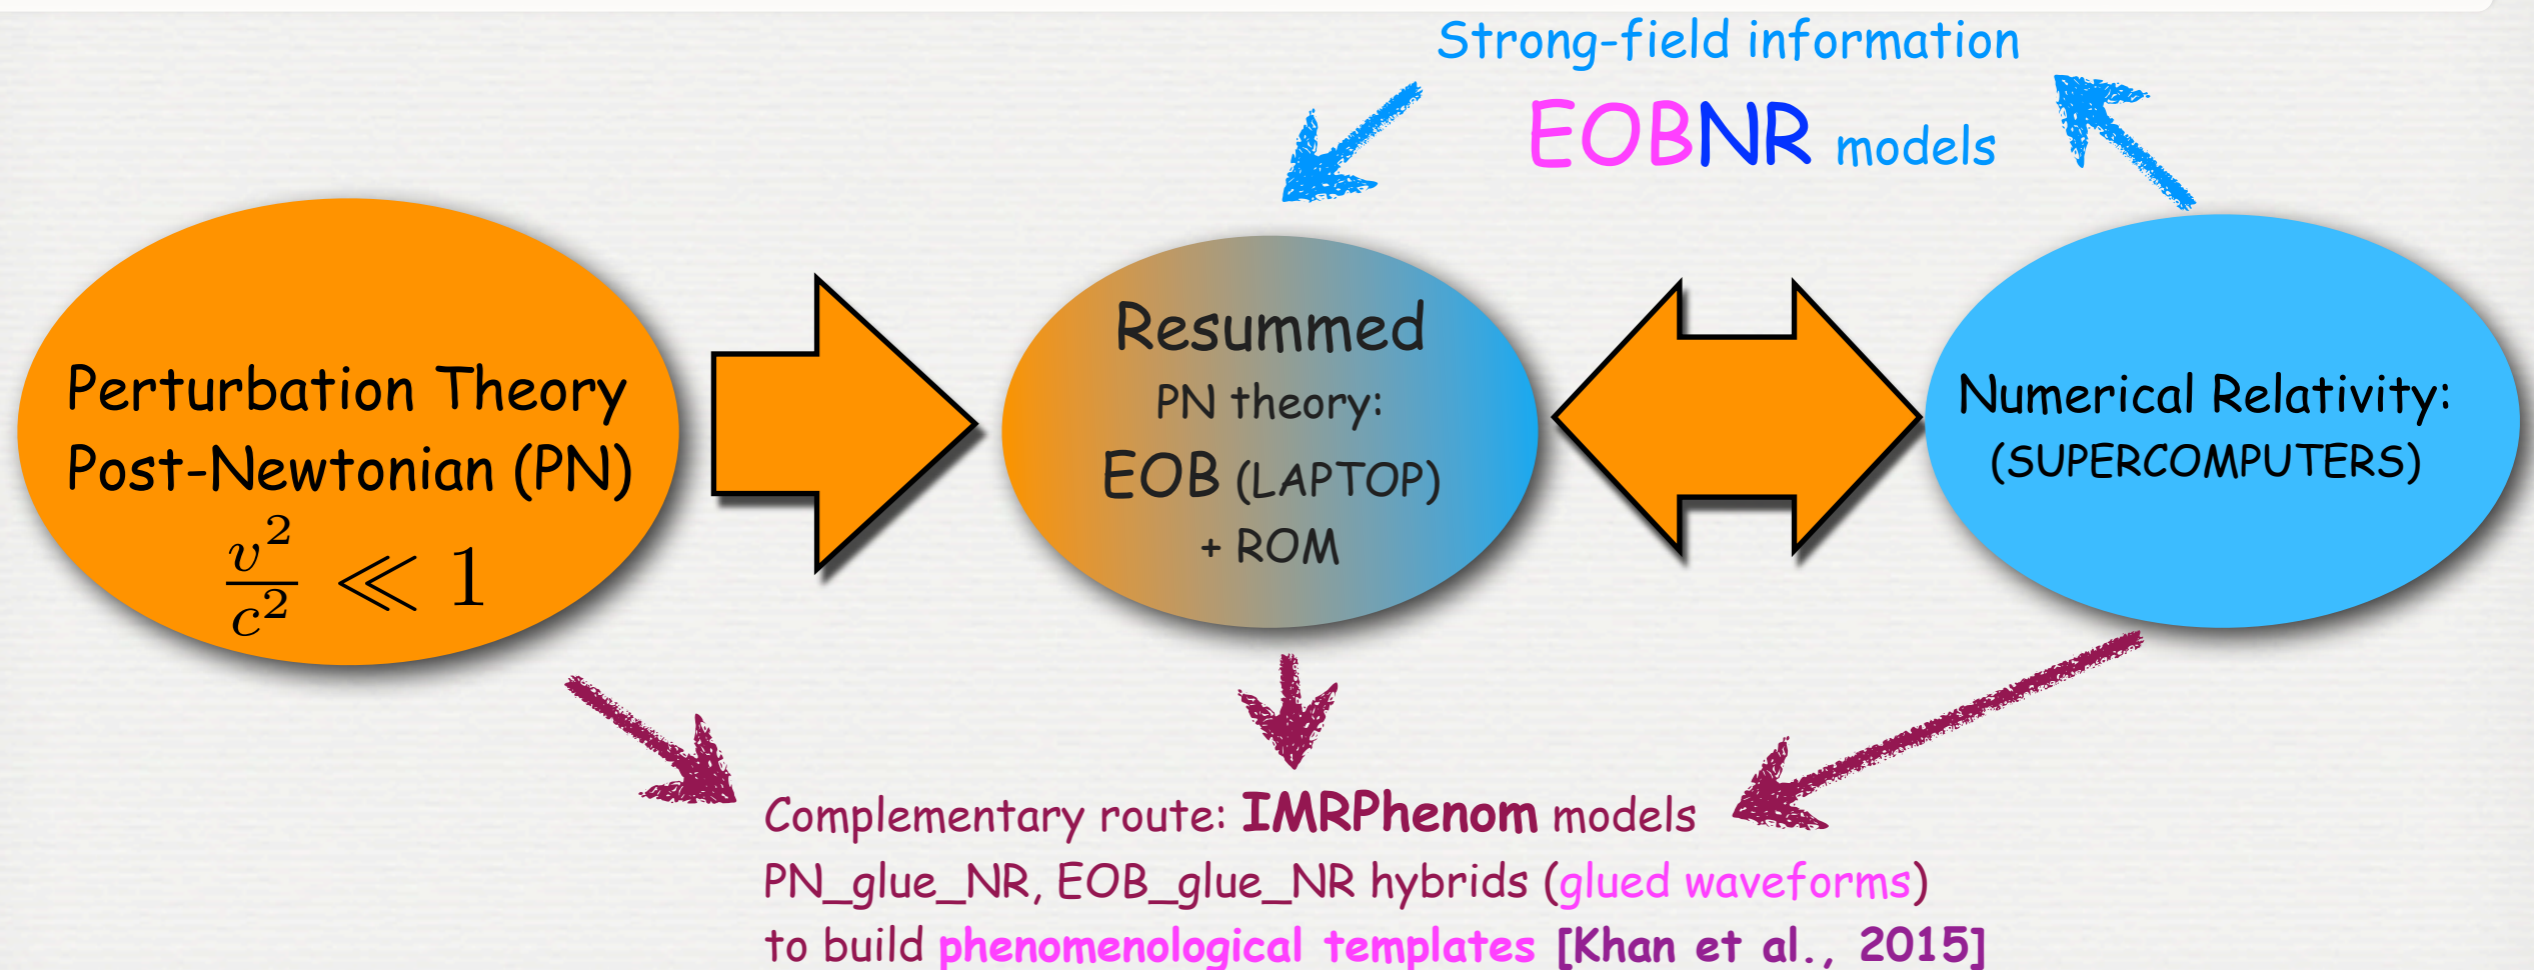 Strong-field information
EOBNR models
Perturbation Theory
Post-Newtonian (PN)
v²/c² ≪ 1
Resummed
PN theory:
EOB (LAPTOP)
+ ROM
Numerical Relativity:
(SUPERCOMPUTERS)
Complementary route: IMRPhenom models
PN_glue_NR, EOB_glue_NR hybrids (glued waveforms)
to build phenomenological templates [Khan et al., 2015]